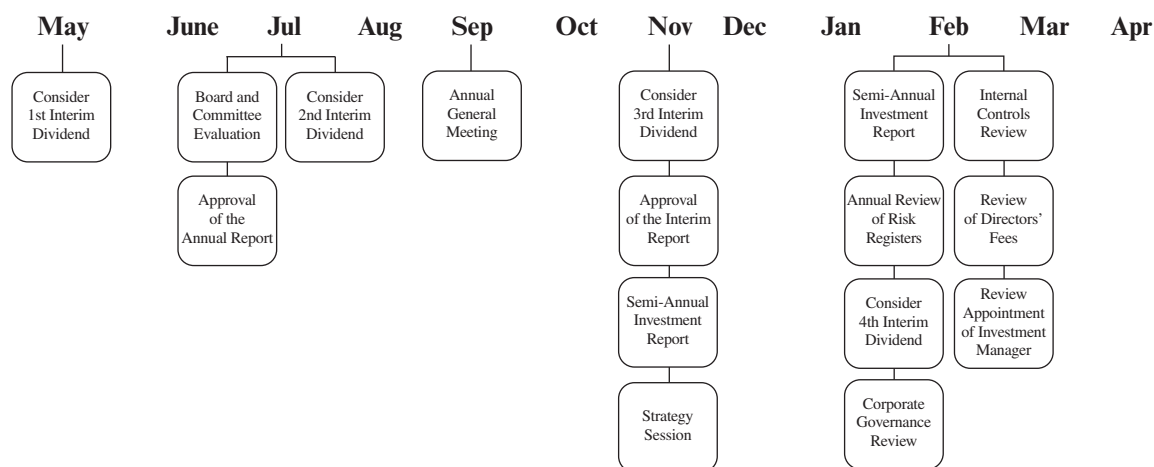 May June Jul Aug Sep Oct Nov Dec Jan Feb Mar Apr
Consider
1st Interim
Dividend
Board and
Committee
Evaluation
Approval
of the
Annual Report
Consider
2nd Interim
Dividend
Annual
General
Meeting
Consider
3rd Interim
Dividend
Approval
of the Interim
Report
Semi-Annual
Investment
Report
Strategy
Session
Semi-Annual
Investment
Report
Annual Review
of Risk
Registers
Consider
4th Interim
Dividend
Corporate
Governance
Review
Internal
Controls
Review
Review
of Directors’
Fees
Review
Appointment
of Investment
Manager